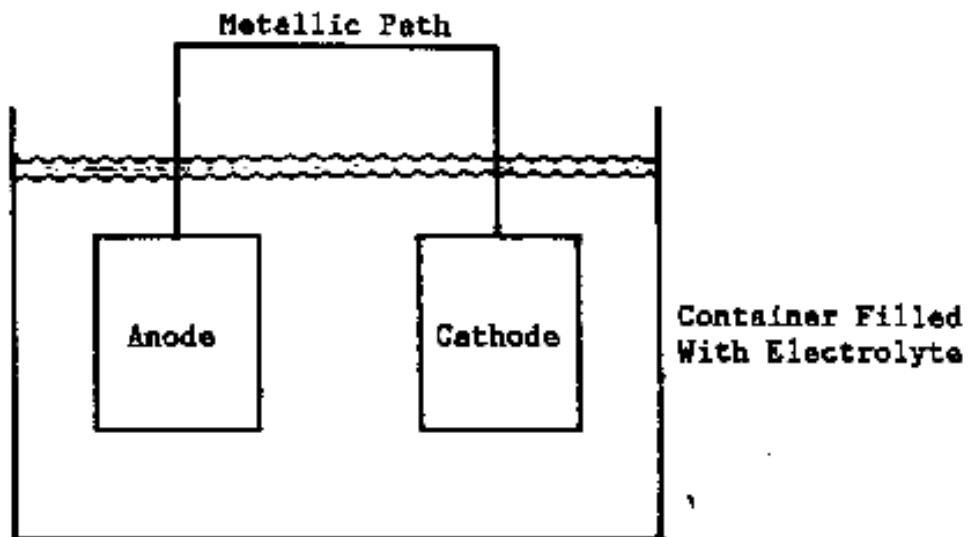 Metallic Path
Anode
Cathode
Container Filled
With Electrolyte